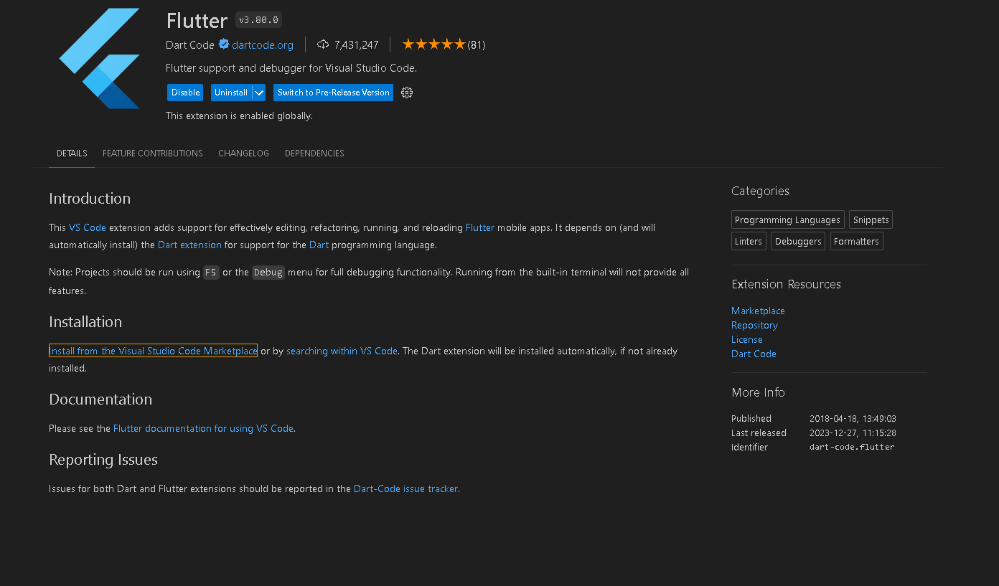 Flutter v3.80.0
Dart Code dartcode.org 7,431,247 (81)
Flutter support and debugger for Visual Studio Code.
Disable Uninstall Switch to Pre-Release Version
This extension is enabled globally.
DETAILS FEATURE CONTRIBUTIONS CHANGELOG DEPENDENCIES
Introduction
This VS Code extension adds support for effectively editing, refactoring, running, and reloading Flutter mobile apps. It depends on (and will
automatically install) the Dart extension for support for the Dart programming language.
Note: Projects should be run using F5 or the Debug menu for full debugging functionality. Running from the built-in terminal will not provide all
features.
Installation
Install from the Visual Studio Code Marketplace or by searching within VS Code. The Dart extension will be installed automatically, if not already
installed.
Documentation
Please see the Flutter documentation for using VS Code.
Reporting Issues
Issues for both Dart and Flutter extensions should be reported in the Dart-Code issue tracker.
Categories
Programming Languages Snippets
Linters Debuggers Formatters
Extension Resources
Marketplace
Repository
License
Dart Code
More Info
Published 2018-04-18, 13:49:03
Last released 2023-12-27, 11:15:28
Identifier dart-code.flutter